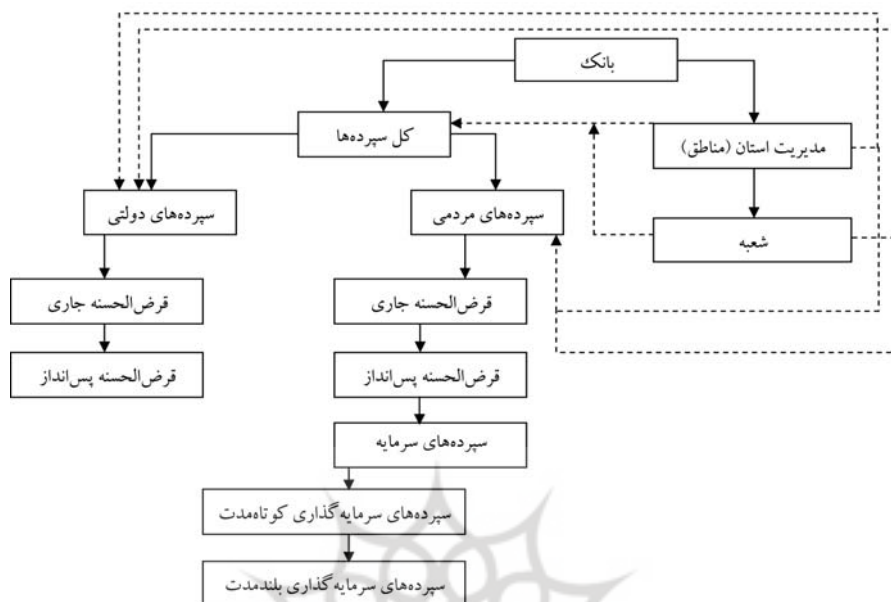 بانک
کل سپرده‌ها
مدیریت استان (مناطق)
سپرده‌های مردمی
سپرده‌های دولتی
شعبه
قرض‌الحسنه جاری
قرض‌الحسنه جاری
قرض‌الحسنه پس‌انداز
قرض‌الحسنه پس‌انداز
سپرده‌های سرمایه
سپرده‌های سرمایه‌گذاری کوتاه‌مدت
سپرده‌های سرمایه‌گذاری بلندمدت